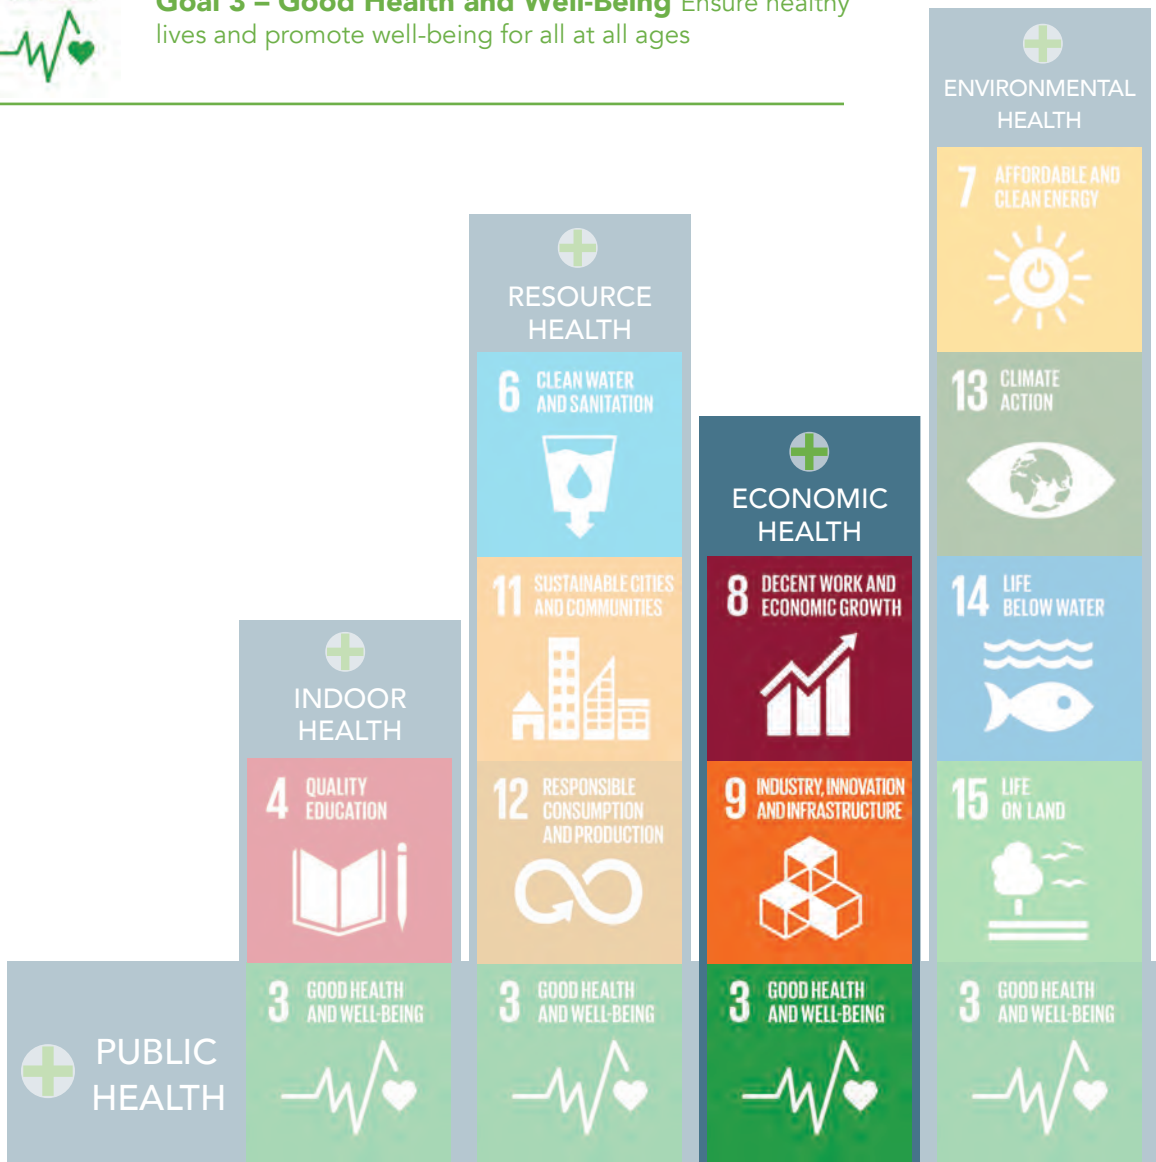 Goal 3 – Good Health and Well-Being Ensure healthy
lives and promote well-being for all at all ages
ENVIRONMENTAL
HEALTH
7 AFFORDABLE AND
CLEAN ENERGY
13 CLIMATE
ACTION
14 LIFE
BELOW WATER
15 LIFE
ON LAND
3 GOOD HEALTH
AND WELL-BEING
RESOURCE
HEALTH
6 CLEAN WATER
AND SANITATION
11 SUSTAINABLE CITIES
AND COMMUNITIES
12 RESPONSIBLE
CONSUMPTION
AND PRODUCTION
3 GOOD HEALTH
AND WELL-BEING
ECONOMIC
HEALTH
8 DECENT WORK AND
ECONOMIC GROWTH
9 INDUSTRY, INNOVATION
AND INFRASTRUCTURE
3 GOOD HEALTH
AND WELL-BEING
INDOOR
HEALTH
4 QUALITY
EDUCATION
3 GOOD HEALTH
AND WELL-BEING
PUBLIC
HEALTH